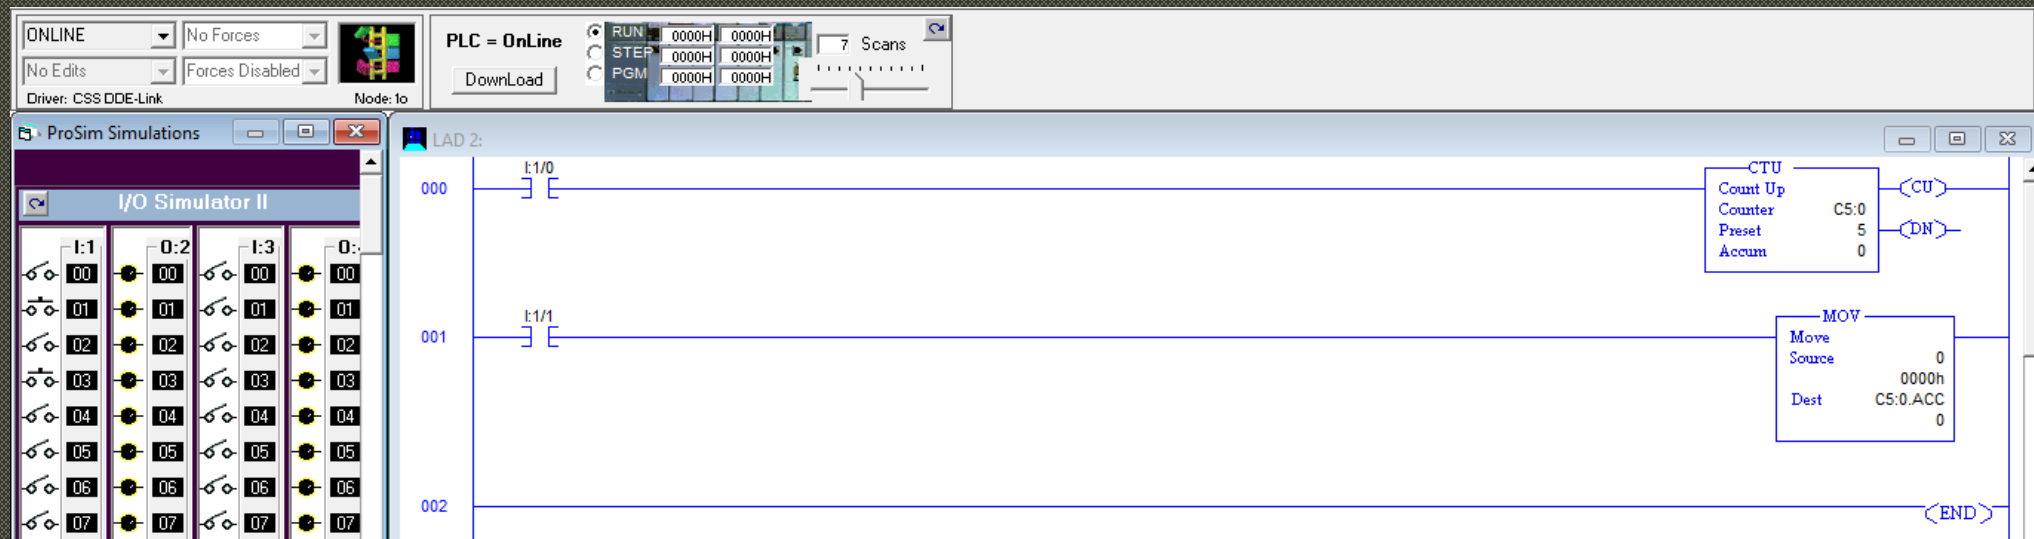 ONLINE
No Forces
No Edits
Forces Disabled
Driver: CSS DDE-Link
Node: 1o
PLC = OnLine
DownLoad
RUN
STEP
PGM
0000H 0000H
0000H 0000H
0000H 0000H
7 Scans
ProSim Simulations
I/O Simulator II
I:1 O:2 I:3 O:
00 00 00 00
01 01 01 01
02 02 02 02
03 03 03 03
04 04 04 04
05 05 05 05
06 06 06 06
07 07 07 07
LAD 2:
000
I:1/0
CTU
Count Up
Counter C5:0
Preset 5
Accum 0
CU
DN
001
I:1/1
MOV
Move
Source 0
0000h
Dest C5:0.ACC
0
002
END